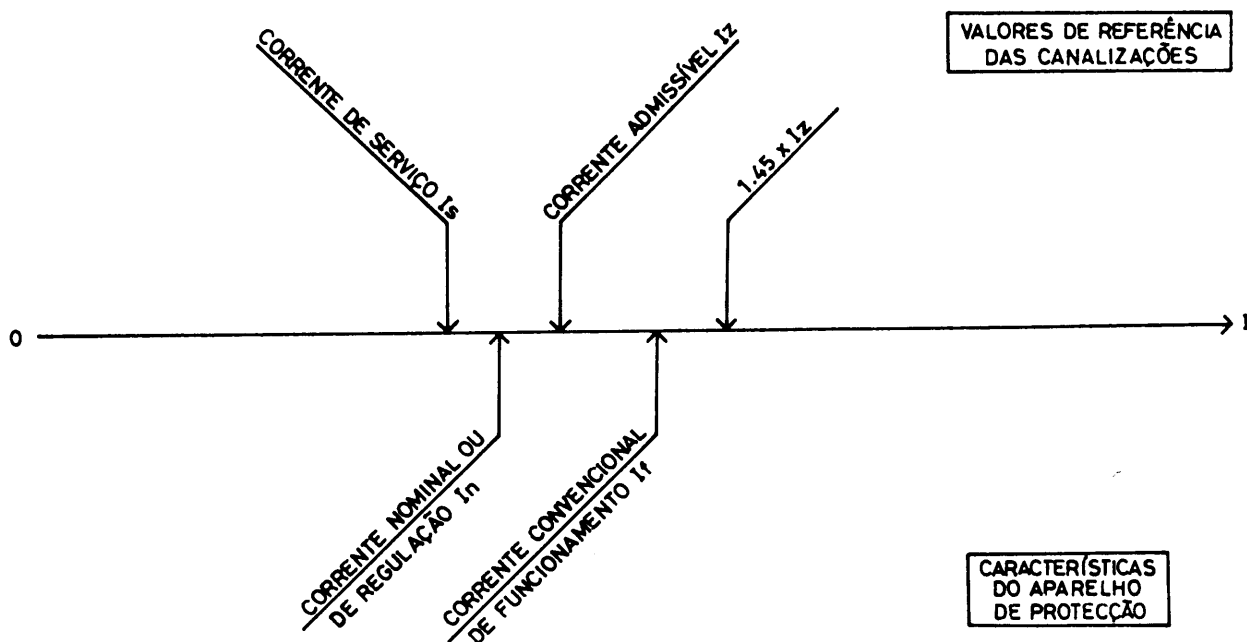 VALORES DE REFERÊNCIA
DAS CANALIZAÇÕES
CORRENTE DE SERVIÇO Is
CORRENTE ADMISSÍVEL Iz
1.45 x Iz
0
I
CORRENTE NOMINAL OU
DE REGULAÇÃO In
CORRENTE CONVENCIONAL
DE FUNCIONAMENTO If
CARACTERÍSTICAS
DO APARELHO
DE PROTECÇÃO